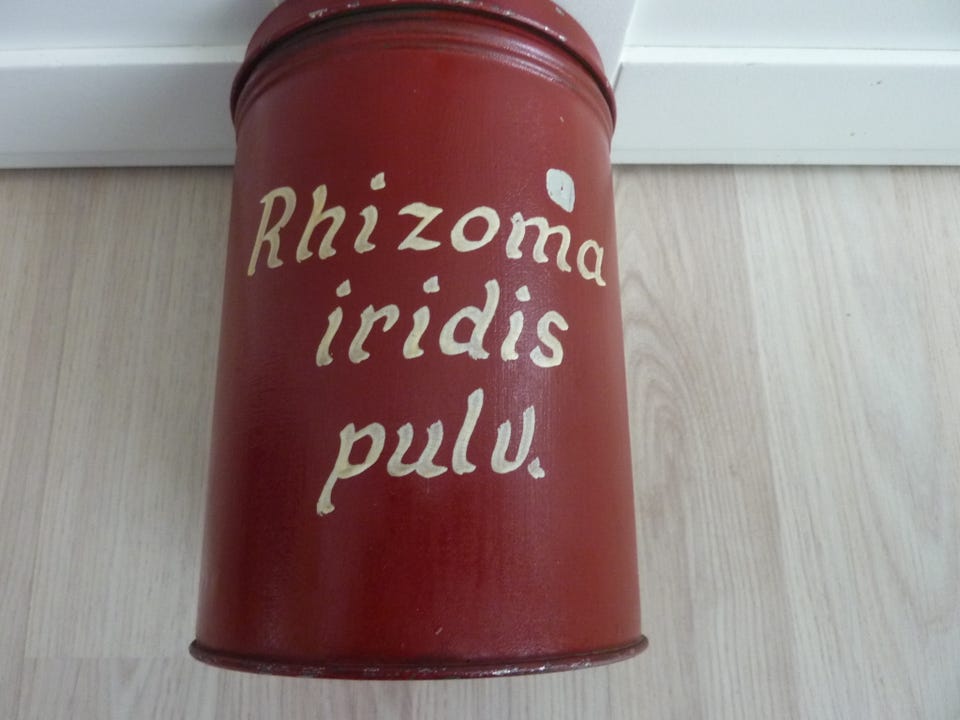 Rhizoma
iridis
pulv.